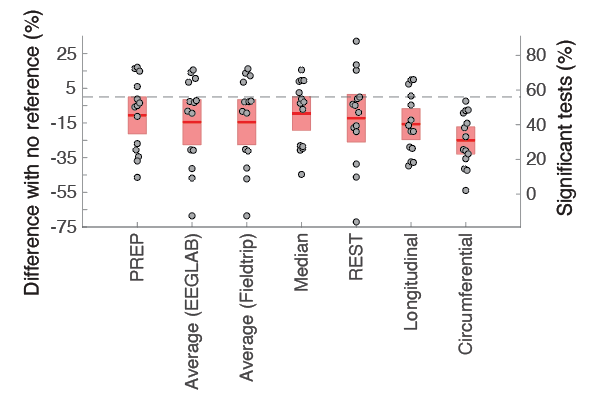 Difference with no reference (%)
25
5
-15
-35
-55
-75
80
60
40
20
0
Significant tests (%)
PREP
Average (EEGLAB)
Average (Fieldtrip)
Median
REST
Longitudinal
Circumferential